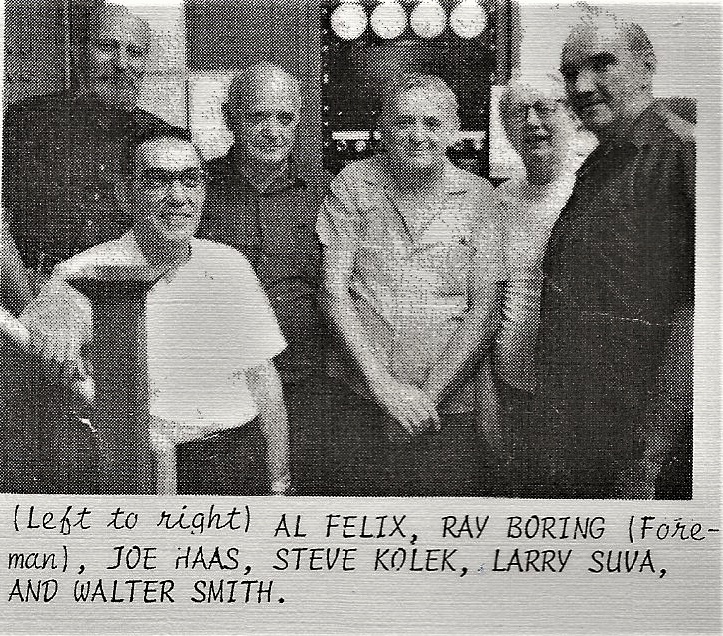 (Left to right) AL FELIX, RAY BORING (Fore-
man), JOE HAAS, STEVE KOLEK, LARRY SUVA,
AND WALTER SMITH.